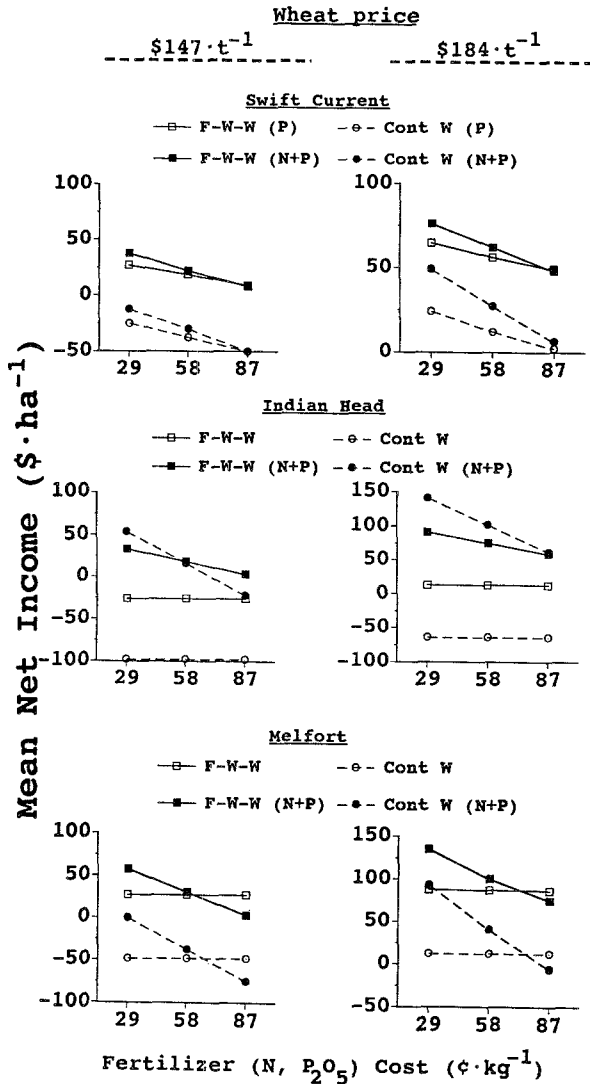 Wheat price
$147·t⁻¹ $184·t⁻¹
Swift Current
F-W-W (P) Cont W (P)
F-W-W (N+P) Cont W (N+P)
100 100
50
0 50
-50 0
29 58 87 29 58 87
Indian Head
F-W-W Cont W
F-W-W (N+P) Cont W (N+P)
100 150
50 100
0 50
-50 0
-50
-100 -100
29 58 87 29 58 87
Melfort
F-W-W Cont W
F-W-W (N+P) Cont W (N+P)
100 150
50 100
0 50
-50 0
-100 -50
29 58 87 29 58 87
Mean Net Income ($·ha⁻¹)
Fertilizer (N, P₂O₅) Cost (¢·kg⁻¹)